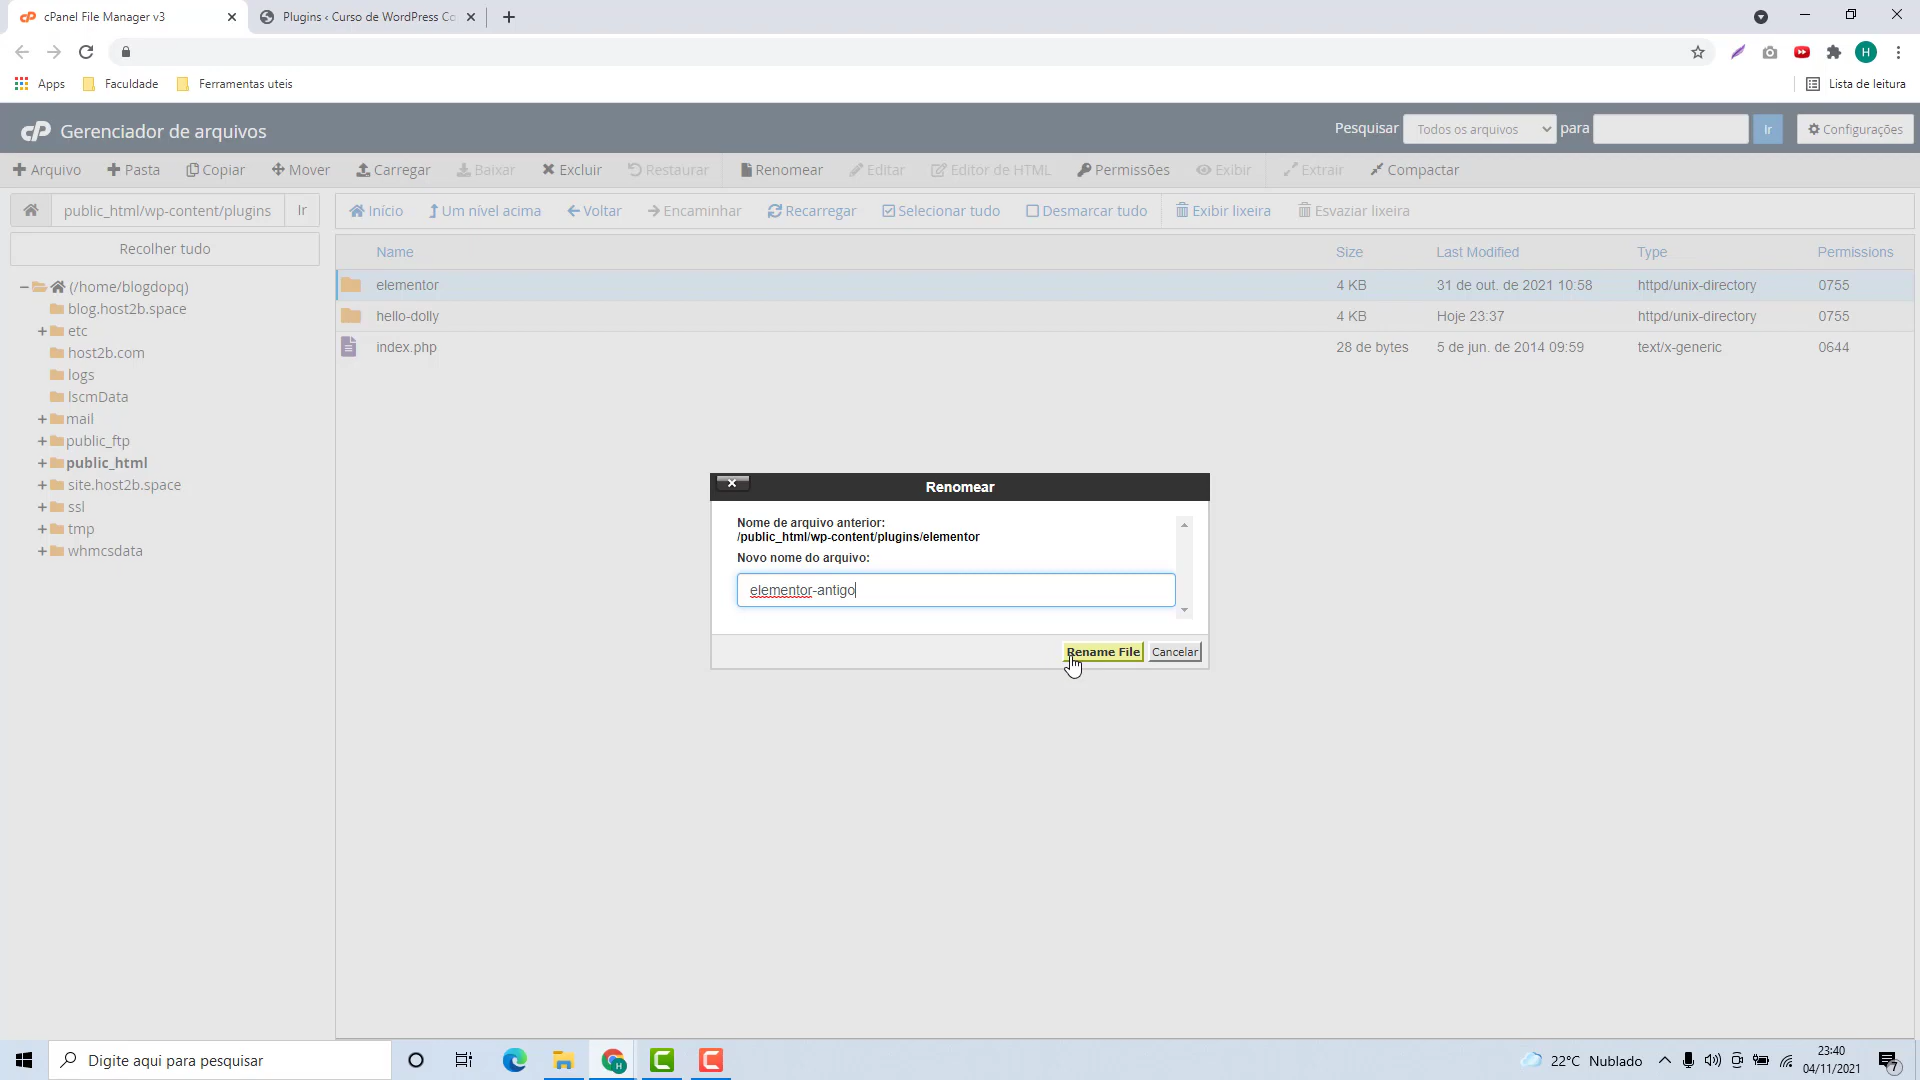 cPanel File Manager v3
Plugins ‹ Curso de WordPress Co
H
Apps
Faculdade
Ferramentas uteis
Lista de leitura
cP Gerenciador de arquivos
Pesquisar
Todos os arquivos
para
Ir
Configurações
Arquivo
Pasta
Copiar
Mover
Carregar
Baixar
Excluir
Restaurar
Renomear
Editar
Editor de HTML
Permissões
Exibir
Extrair
Compactar
public_html/wp-content/plugins
Ir
Início
Um nível acima
Voltar
Encaminhar
Recarregar
Selecionar tudo
Desmarcar tudo
Exibir lixeira
Esvaziar lixeira
Recolher tudo
(/home/blogdopq)
blog.host2b.space
etc
host2b.com
logs
lscmData
mail
public_ftp
public_html
site.host2b.space
ssl
tmp
whmcsdata
Name Size Last Modified Type Permissions
elementor 4 KB 31 de out. de 2021 10:58 httpd/unix-directory 0755
hello-dolly 4 KB Hoje 23:37 httpd/unix-directory 0755
index.php 28 de bytes 5 de jun. de 2014 09:59 text/x-generic 0644
Renomear
Nome de arquivo anterior:
/public_html/wp-content/plugins/elementor
Novo nome do arquivo:
elementor-antigo
Rename File
Cancelar
Digite aqui para pesquisar
22°C Nublado
23:40
04/11/2021
7